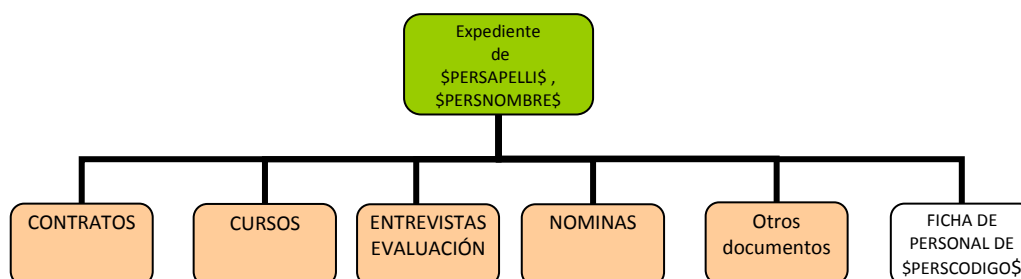 Expediente
de
$PERSAPELLI$ ,
$PERSNOMBRE$
CONTRATOS
CURSOS
ENTREVISTAS
EVALUACIÓN
NOMINAS
Otros
documentos
FICHA DE
PERSONAL DE
$PERSCODIGO$